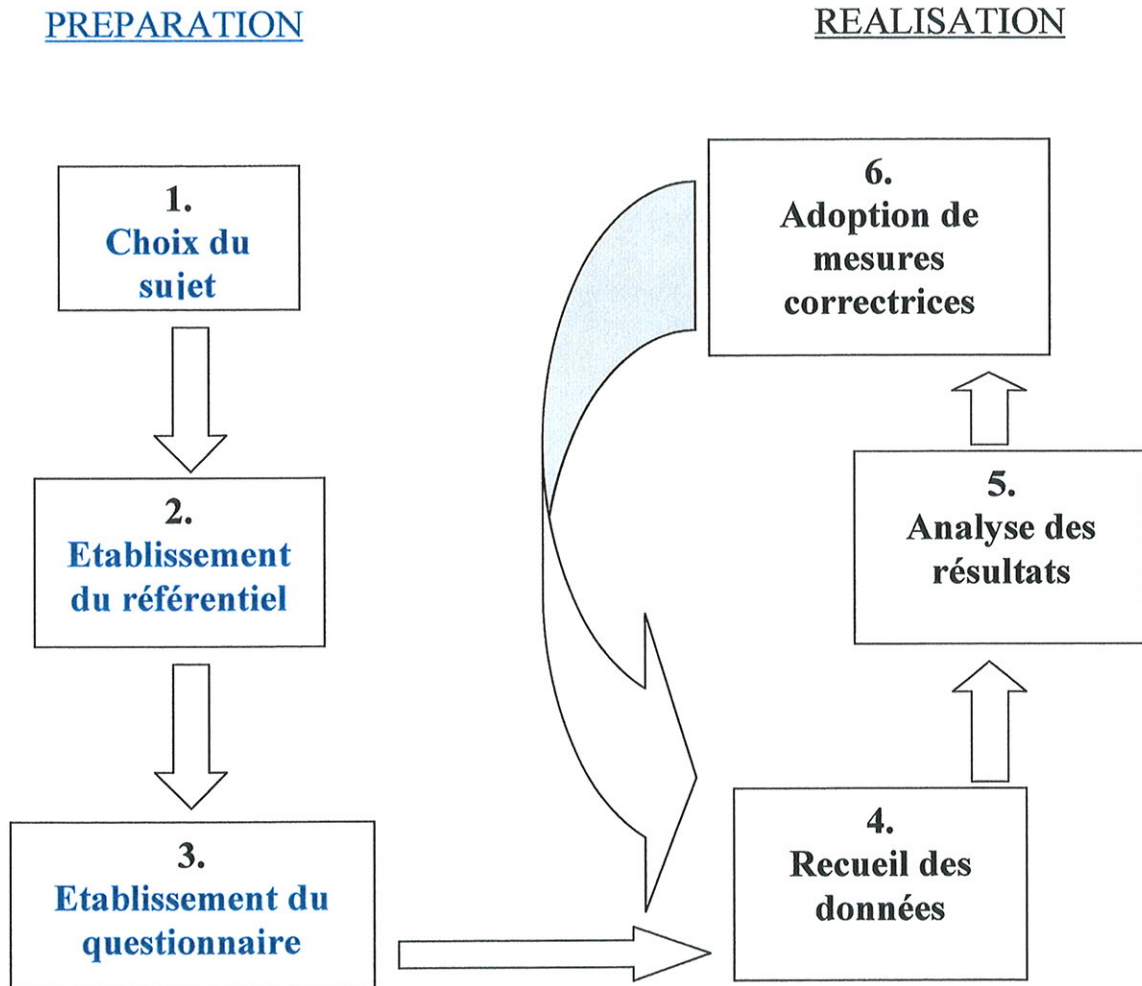 PREPARATION
REALISATION
1.
Choix du
sujet
2.
Etablissement
du référentiel
3.
Etablissement du
questionnaire
4.
Recueil des
données
5.
Analyse des
résultats
6.
Adoption de
mesures
correctrices